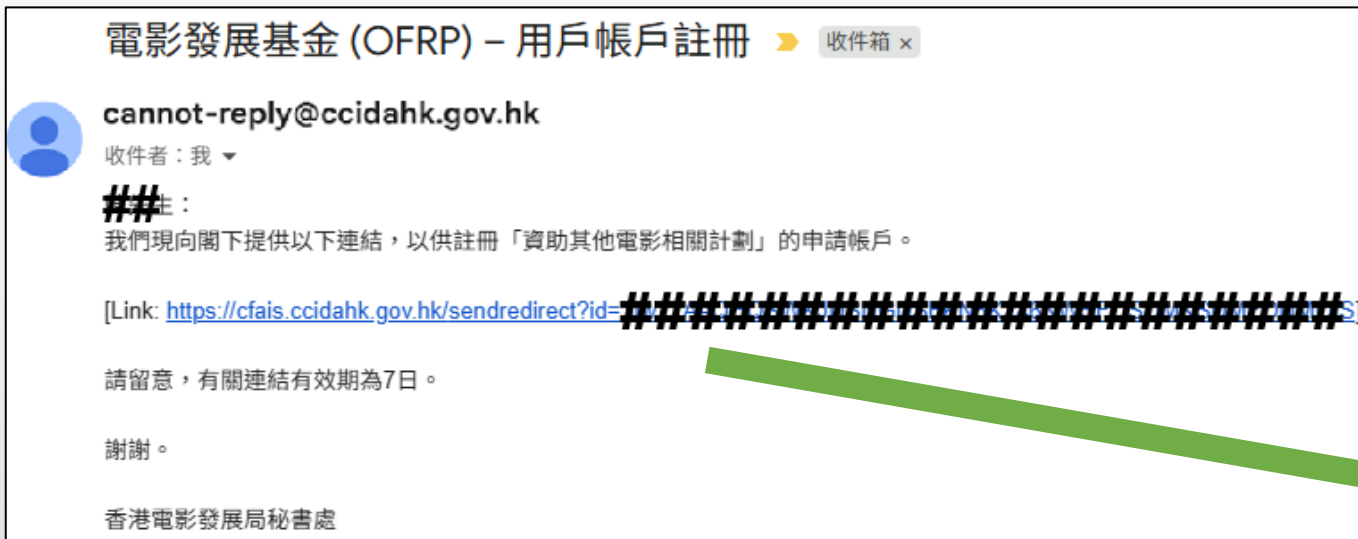 電影發展基金 (OFRP) – 用戶帳戶註冊 收件箱 ×
cannot-reply@ccidahk.gov.hk
收件者：我
##生：
我們現向閣下提供以下連結，以供註冊「資助其他電影相關計劃」的申請帳戶。
[Link: https://cfais.ccidahk.gov.hk/sendredirect?id=#####################S]
請留意，有關連結有效期為7日。
謝謝。
香港電影發展局秘書處